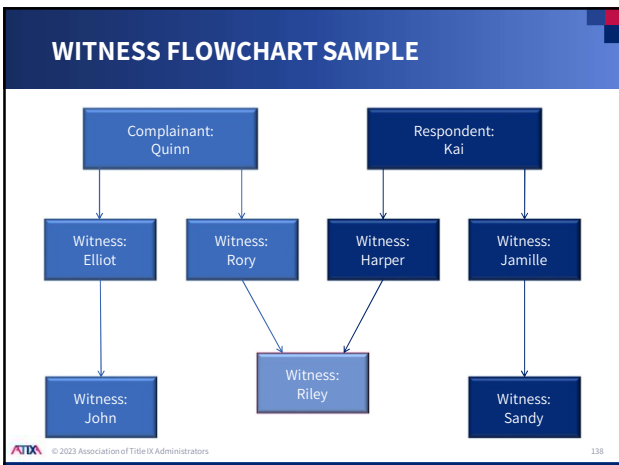 WITNESS FLOWCHART SAMPLE
Complainant:
Quinn
Respondent:
Kai
Witness:
Elliot
Witness:
Rory
Witness:
Harper
Witness:
Jamille
Witness:
Riley
Witness:
John
Witness:
Sandy
ATIXA © 2023 Association of Title IX Administrators
138